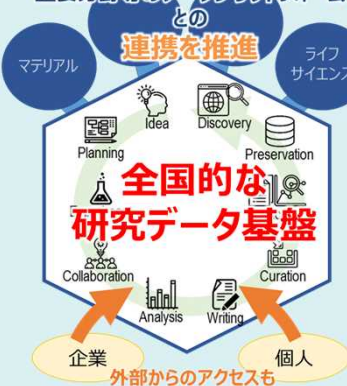 との
連携を推進
マテリアル
ライフ
サイエンス
Idea
Discovery
Planning
Preservation
全国的な
研究データ基盤
Collaboration
Curation
Analysis
Writing
企業
個人
外部からのアクセスも